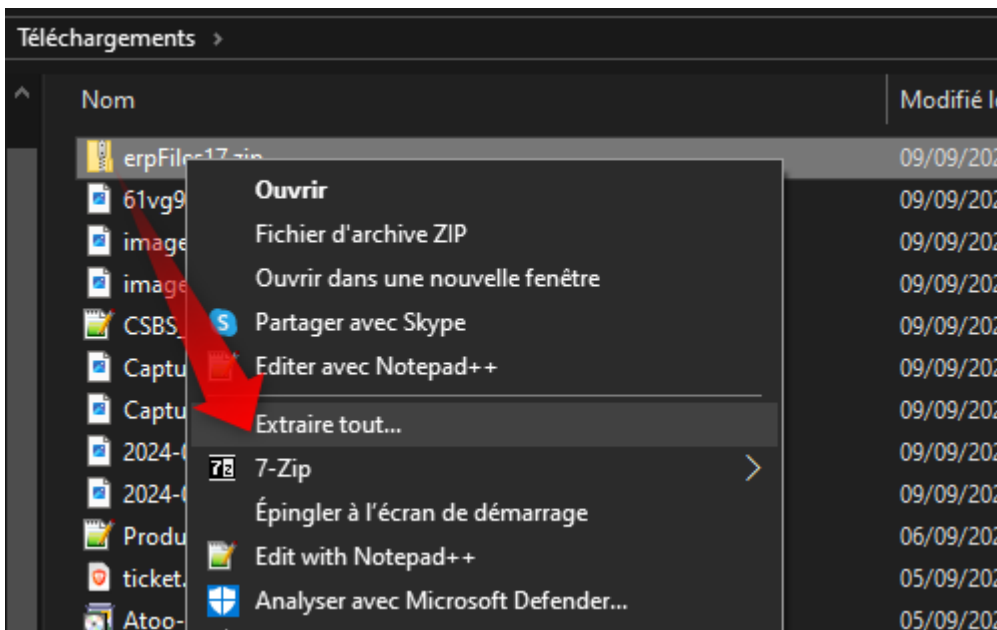 Téléchargements >
Nom
Modifié l
erpFiles17.zip
09/09/202
61vg9
09/09/202
Ouvrir
image
09/09/202
Fichier d'archive ZIP
image
09/09/202
Ouvrir dans une nouvelle fenêtre
CSBS_
09/09/202
Partager avec Skype
Captu
09/09/202
Editer avec Notepad++
Captu
09/09/202
Extraire tout...
2024-0
09/09/202
7-Zip
2024-0
09/09/202
Épingler à l'écran de démarrage
Produ
06/09/202
Edit with Notepad++
ticket.
05/09/202
Analyser avec Microsoft Defender...
Atoo-
05/09/202